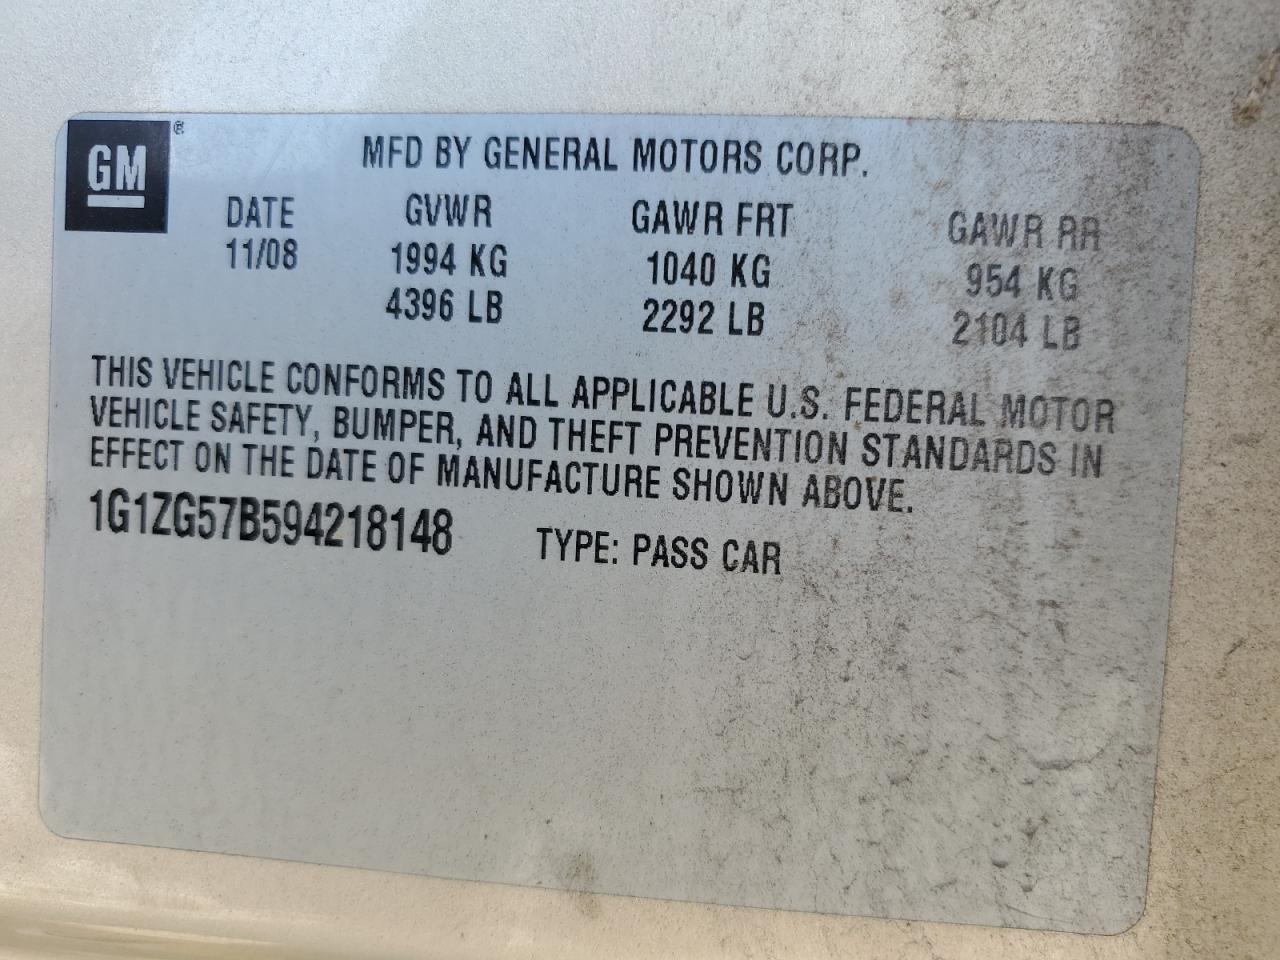 GM ®
MFD BY GENERAL MOTORS CORP.
DATE GVWR GAWR FRT GAWR RR
11/08 1994 KG 1040 KG 954 KG
4396 LB 2292 LB 2104 LB
THIS VEHICLE CONFORMS TO ALL APPLICABLE U.S. FEDERAL MOTOR
VEHICLE SAFETY, BUMPER, AND THEFT PREVENTION STANDARDS IN
EFFECT ON THE DATE OF MANUFACTURE SHOWN ABOVE.
1G1ZG57B594218148 TYPE: PASS CAR